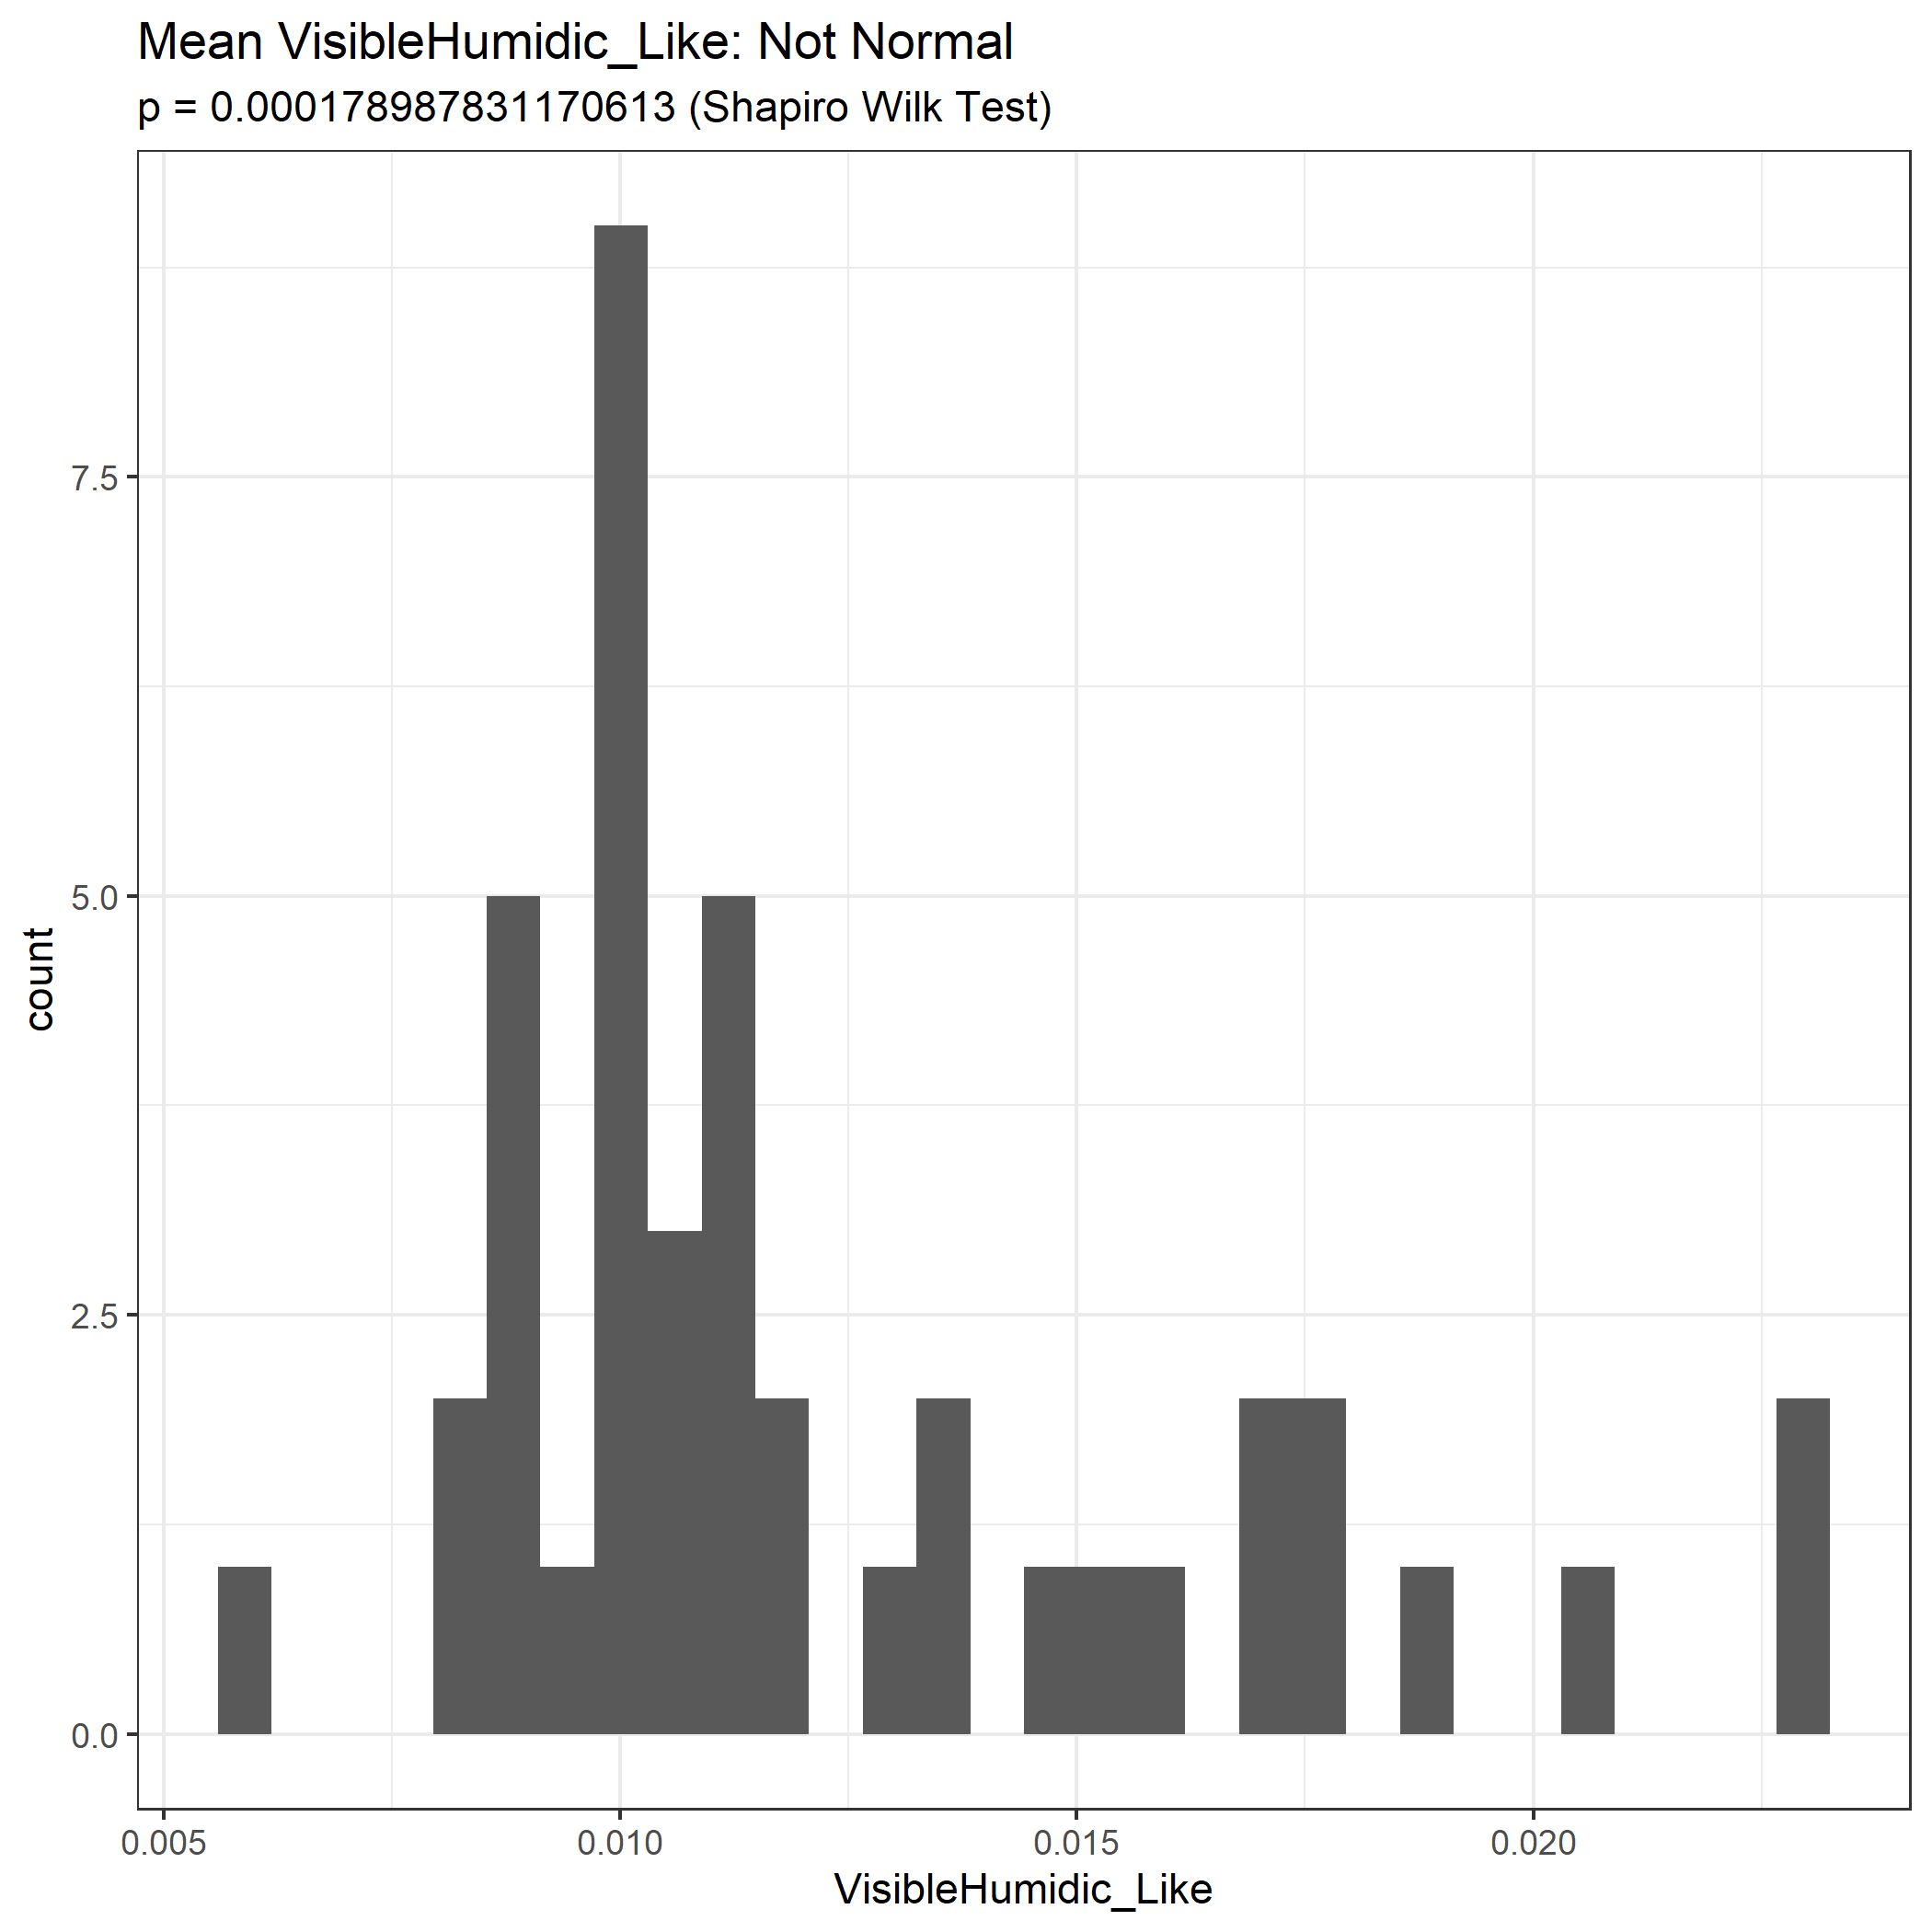 Mean VisibleHumidic_Like: Not Normal
p = 0.000178987831170613 (Shapiro Wilk Test)
7.5
5.0
2.5
0.0
count
0.005 0.010 0.015 0.020
VisibleHumidic_Like